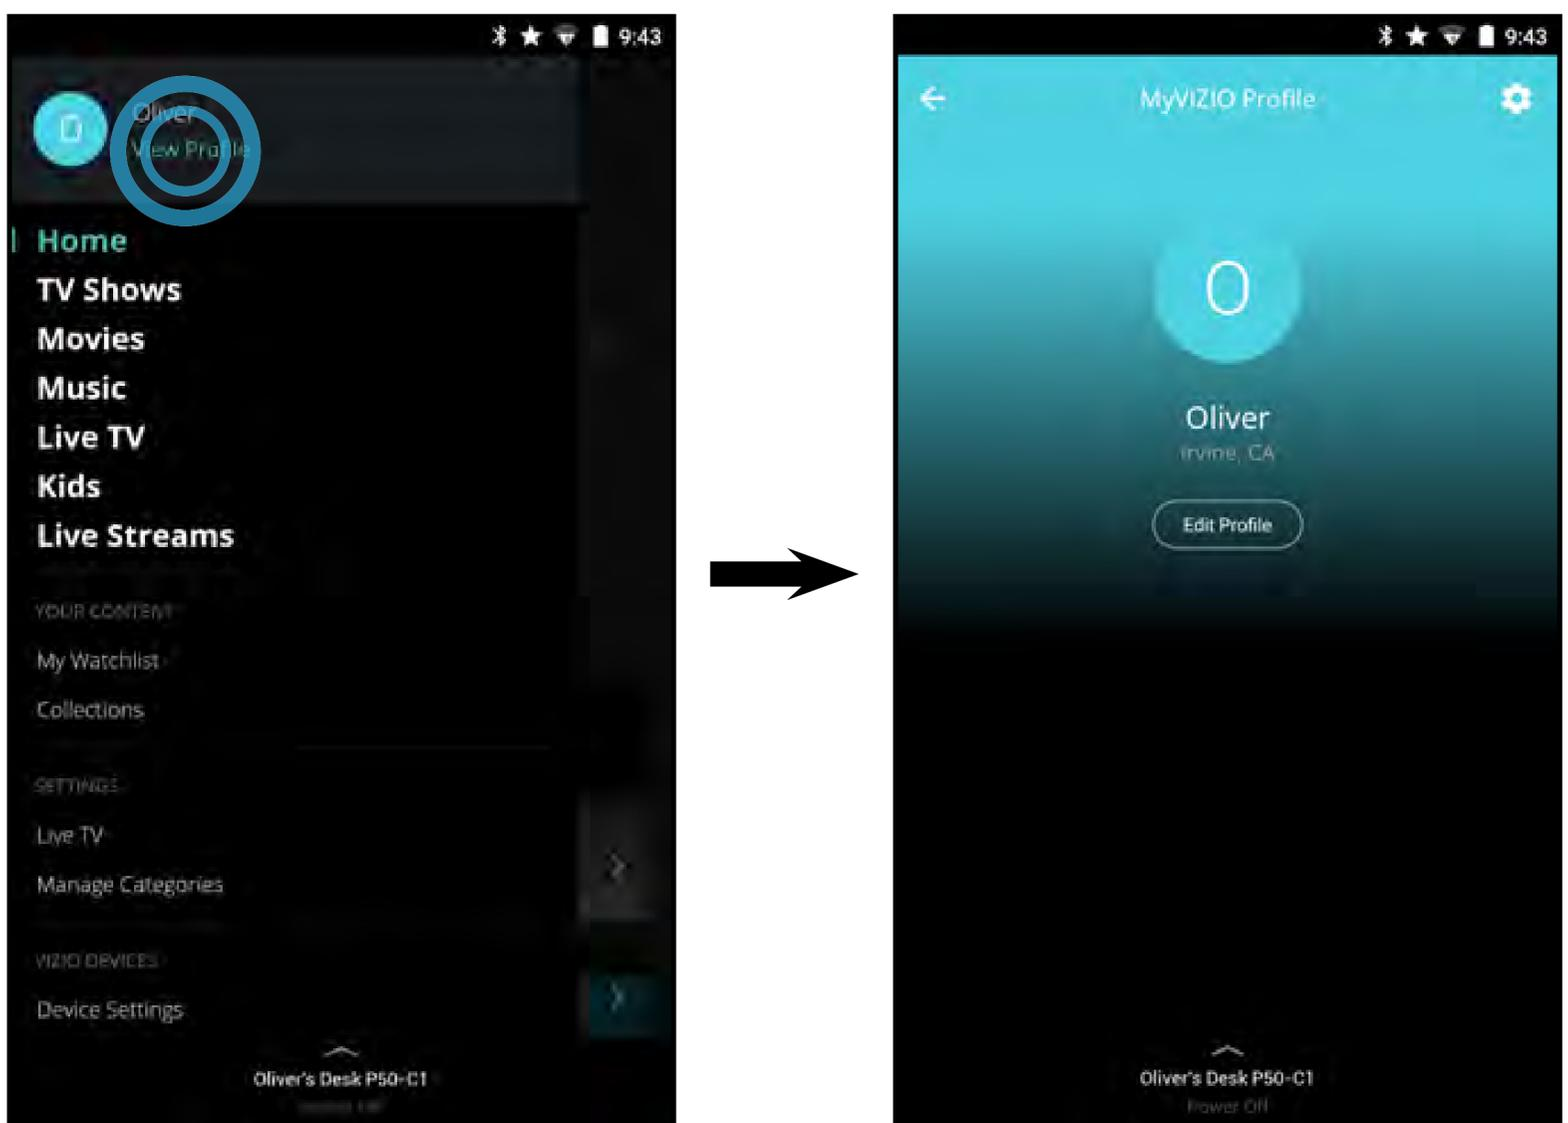 9:43
O
Oliver
View Profile
Home
TV Shows
Movies
Music
Live TV
Kids
Live Streams
YOUR CONTENT
My Watchlist
Collections
SETTINGS
Live TV
Manage Categories
VIZIO DEVICES
Device Settings
Oliver's Desk P50-C1
9:43
MyVIZIO Profile
O
Oliver
Irvine, CA
Edit Profile
Oliver's Desk P50-C1
Power Off